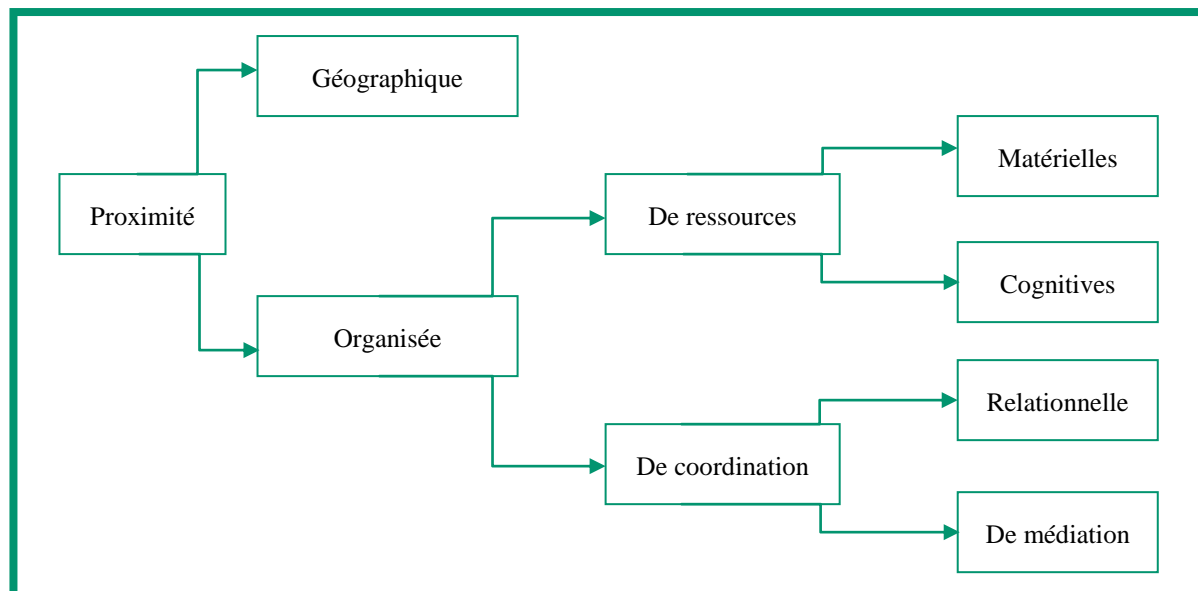 Géographique
Matérielles
Proximité
De ressources
Cognitives
Organisée
Relationnelle
De coordination
De médiation